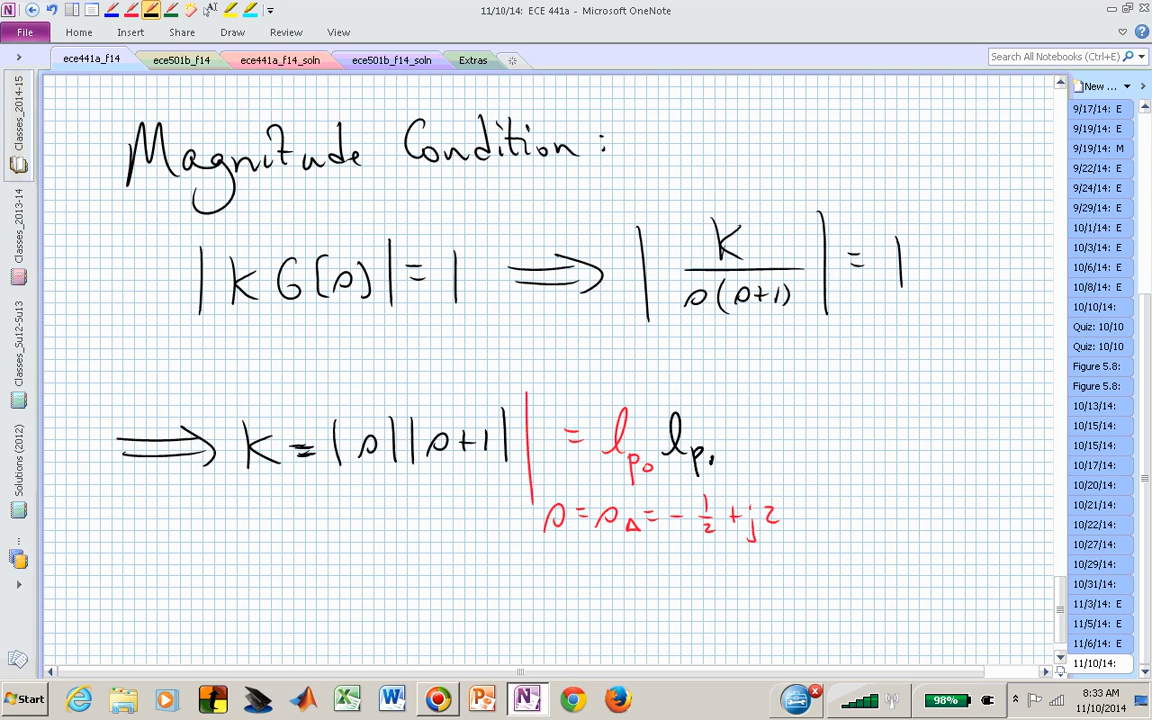 11/10/14: ECE 441a - Microsoft OneNote
File Home Insert Share Draw Review View
ece441a_f14 ece501b_f14 ece441a_f14_soln ece501b_f14_soln Extras
Search All Notebooks (Ctrl+E)
New ...
Classes_2014-15
Classes_2013-14
Classes_Su12-Su13
Solutions (2012)
Magnitude Condition:
|K G(s)| = 1 ⟹ |K / s(s+1)| = 1
⟹ K = |s||s+1|| = l_p0 l_p1
s = s_Δ = -1/2 + j2
9/17/14: E
9/19/14: E
9/19/14: M
9/22/14: E
9/24/14: E
9/29/14: E
10/1/14: E
10/3/14: E
10/6/14: E
10/8/14: E
10/10/14:
Quiz: 10/10
Quiz: 10/10
Figure 5.8:
Figure 5.8:
10/13/14:
10/15/14:
10/15/14:
10/17/14:
10/20/14:
10/21/14:
10/22/14:
10/27/14:
10/29/14:
10/31/14:
11/3/14: E
11/5/14: E
11/6/14: E
11/10/14:
Start
98%
8:33 AM
11/10/2014